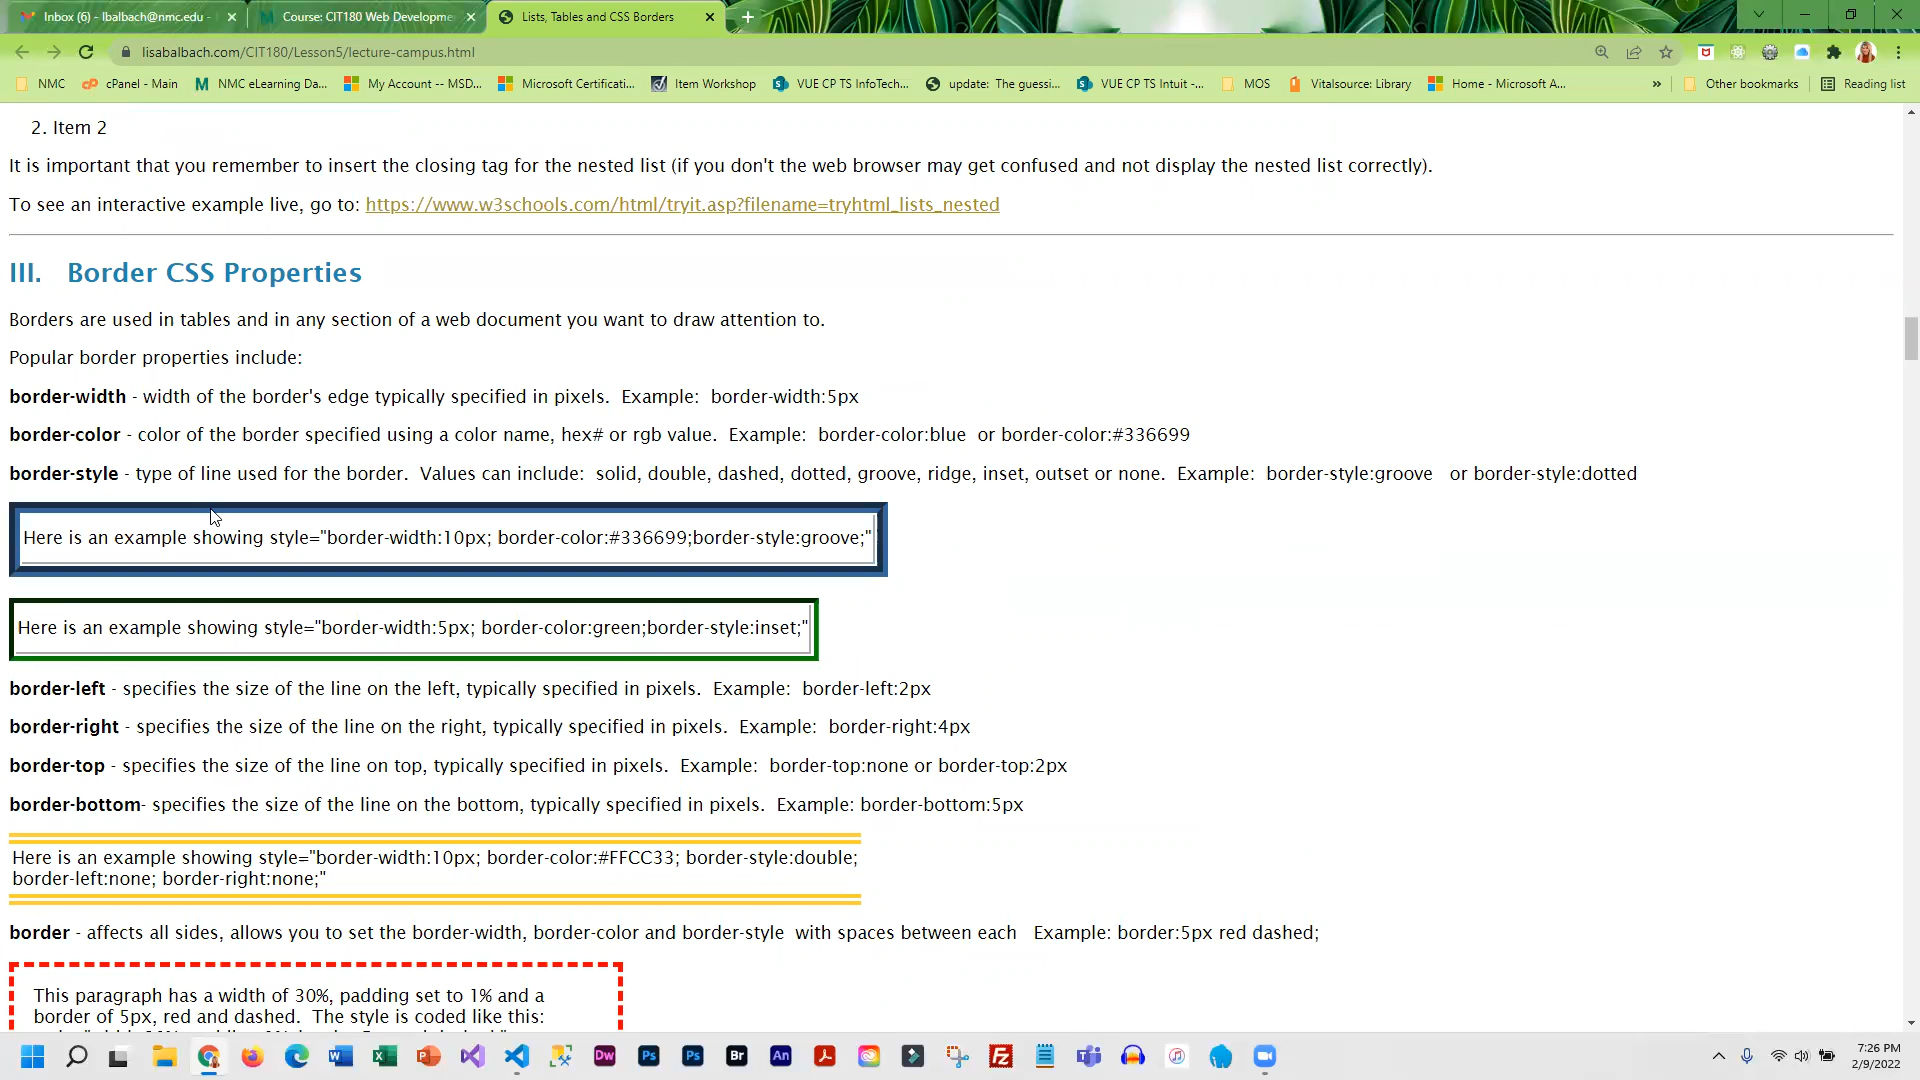 Inbox (6) - lbalbach@nmc.edu -
Course: CIT180 Web Developme
Lists, Tables and CSS Borders
lisabalbach.com/CIT180/Lesson5/lecture-campus.html
NMC
cPanel - Main
NMC eLearning Da...
My Account -- MSD...
Microsoft Certificati...
Item Workshop
VUE CP TS InfoTech...
update: The guessi...
VUE CP TS Intuit -...
MOS
Vitalsource: Library
Home - Microsoft A...
»
Other bookmarks
Reading list
2. Item 2
It is important that you remember to insert the closing tag for the nested list (if you don't the web browser may get confused and not display the nested list correctly).
To see an interactive example live, go to: https://www.w3schools.com/html/tryit.asp?filename=tryhtml_lists_nested
III. Border CSS Properties
Borders are used in tables and in any section of a web document you want to draw attention to.
Popular border properties include:
border-width - width of the border's edge typically specified in pixels. Example: border-width:5px
border-color - color of the border specified using a color name, hex# or rgb value. Example: border-color:blue or border-color:#336699
border-style - type of line used for the border. Values can include: solid, double, dashed, dotted, groove, ridge, inset, outset or none. Example: border-style:groove or border-style:dotted
Here is an example showing style="border-width:10px; border-color:#336699;border-style:groove;"
Here is an example showing style="border-width:5px; border-color:green;border-style:inset;"
border-left - specifies the size of the line on the left, typically specified in pixels. Example: border-left:2px
border-right - specifies the size of the line on the right, typically specified in pixels. Example: border-right:4px
border-top - specifies the size of the line on top, typically specified in pixels. Example: border-top:none or border-top:2px
border-bottom- specifies the size of the line on the bottom, typically specified in pixels. Example: border-bottom:5px
Here is an example showing style="border-width:10px; border-color:#FFCC33; border-style:double;
border-left:none; border-right:none;"
border - affects all sides, allows you to set the border-width, border-color and border-style with spaces between each Example: border:5px red dashed;
This paragraph has a width of 30%, padding set to 1% and a
border of 5px, red and dashed. The style is coded like this:
Dw
Ps
Ps
Br
An
7:26 PM
2/9/2022